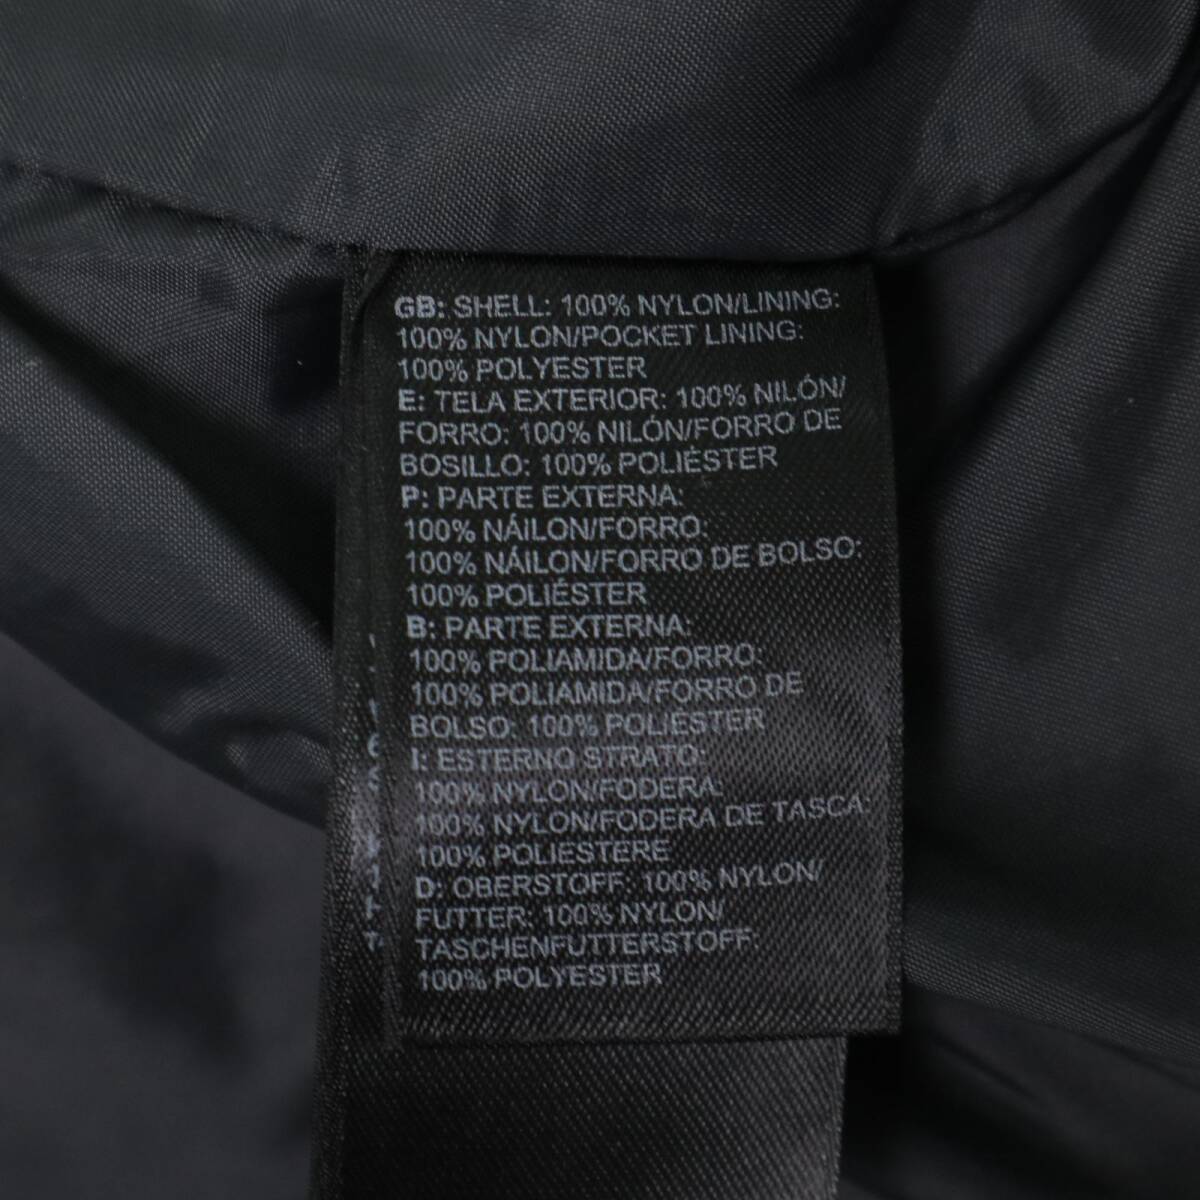 GB: SHELL: 100% NYLON/LINING:
100% NYLON/POCKET LINING:
100% POLYESTER
E: TELA EXTERIOR: 100% NILÓN/
FORRO: 100% NILÓN/FORRO DE
BOSILLO: 100% POLIÉSTER
P: PARTE EXTERNA:
100% NÁILON/FORRO:
100% NÁILON/FORRO DE BOLSO:
100% POLIÉSTER
B: PARTE EXTERNA:
100% POLIAMIDA/FORRO:
100% POLIAMIDA/FORRO DE
BOLSO: 100% POLIÉSTER
I: ESTERNO STRATO:
100% NYLON/FODERA:
100% NYLON/FODERA DE TASCA:
100% POLIESTERE
D: OBERSTOFF: 100% NYLON/
FUTTER: 100% NYLON/
TASCHENFUTTERSTOFF:
100% POLYESTER